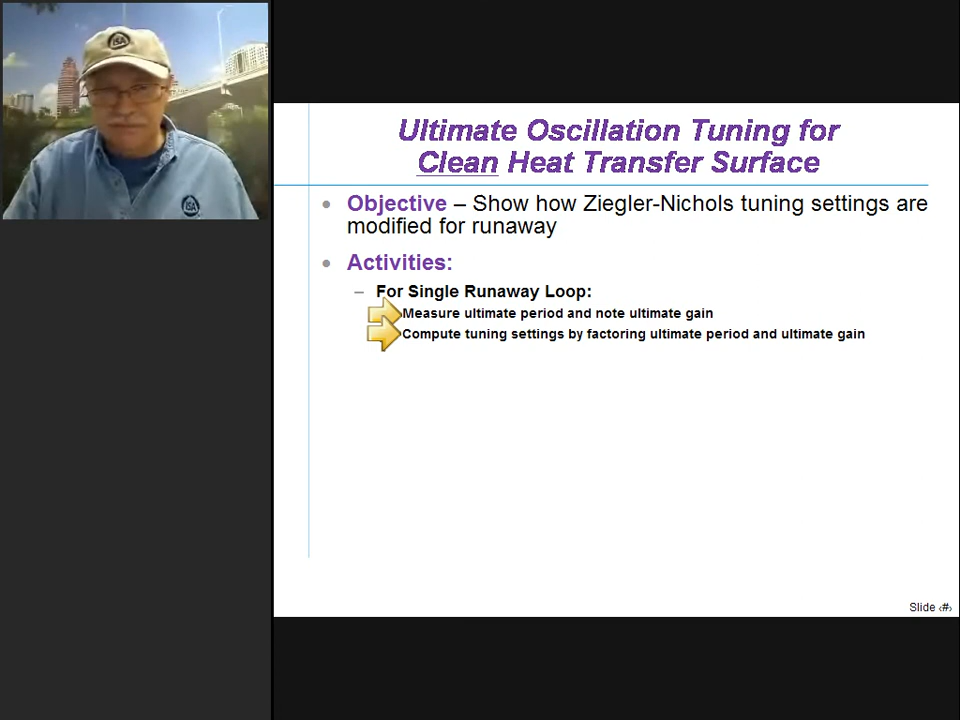 ISA
ISA
Ultimate Oscillation Tuning for
Clean Heat Transfer Surface
• Objective – Show how Ziegler-Nichols tuning settings are
modified for runaway
• Activities:
– For Single Runaway Loop:
Measure ultimate period and note ultimate gain
Compute tuning settings by factoring ultimate period and ultimate gain
Slide ‹#›